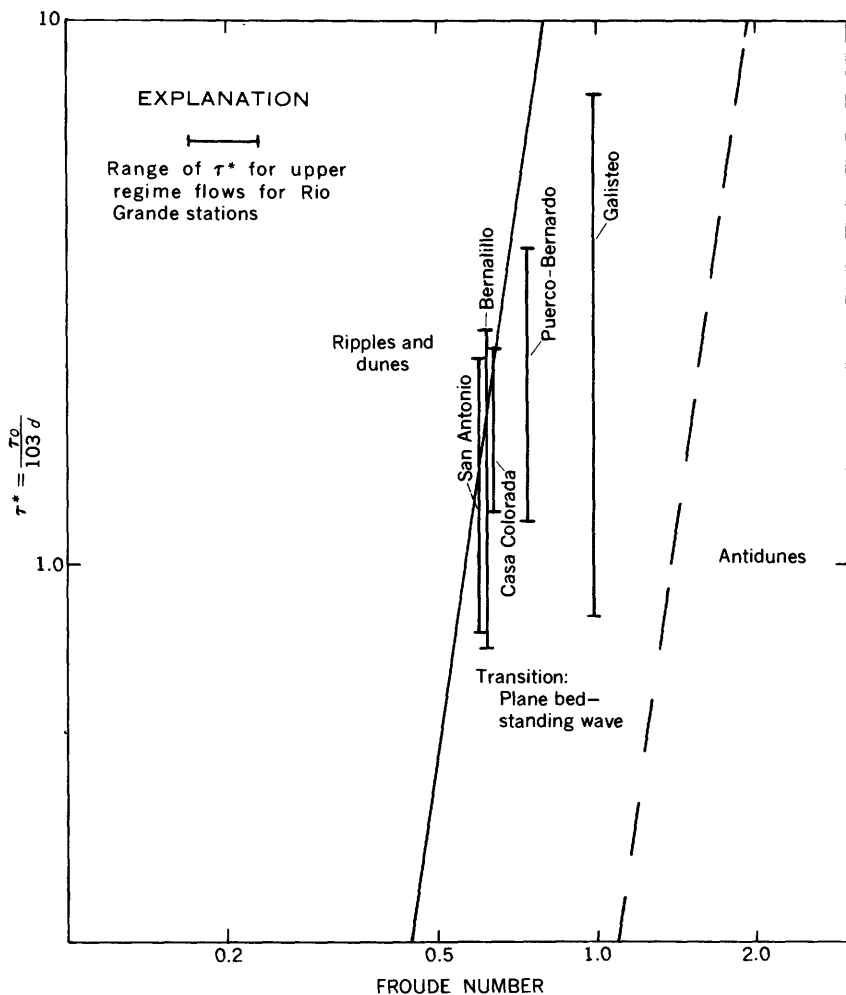 10
EXPLANATION
Range of τ* for upper
regime flows for Rio
Grande stations
Galisteo
Puerco-Bernardo
Bernalillo
Ripples and
dunes
San Antonio
Casa Colorada
τ* = τo / 103 d
1.0
Antidunes
Transition:
Plane bed–
standing wave
0.2
0.5
1.0
2.0
FROUDE NUMBER